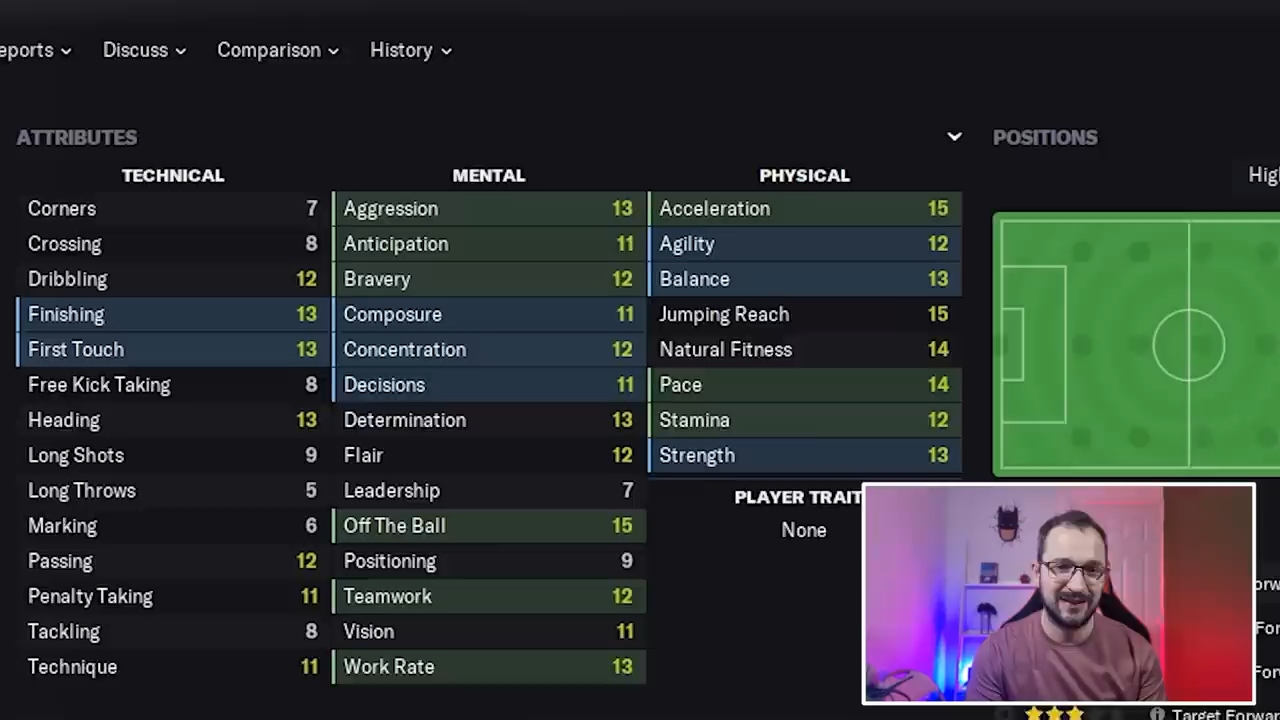 eports Discuss Comparison History
ATTRIBUTES POSITIONS
TECHNICAL MENTAL PHYSICAL Hig
Corners 7 Aggression 13 Acceleration 15
Crossing 8 Anticipation 11 Agility 12
Dribbling 12 Bravery 12 Balance 13
Finishing 13 Composure 11 Jumping Reach 15
First Touch 13 Concentration 12 Natural Fitness 14
Free Kick Taking 8 Decisions 11 Pace 14
Heading 13 Determination 13 Stamina 12
Long Shots 9 Flair 12 Strength 13
Long Throws 5 Leadership 7 PLAYER TRAIT
Marking 6 Off The Ball 15 None
Passing 12 Positioning 9
Penalty Taking 11 Teamwork 12 orw
Tackling 8 Vision 11 For
Technique 11 Work Rate 13 For
Target Forwar